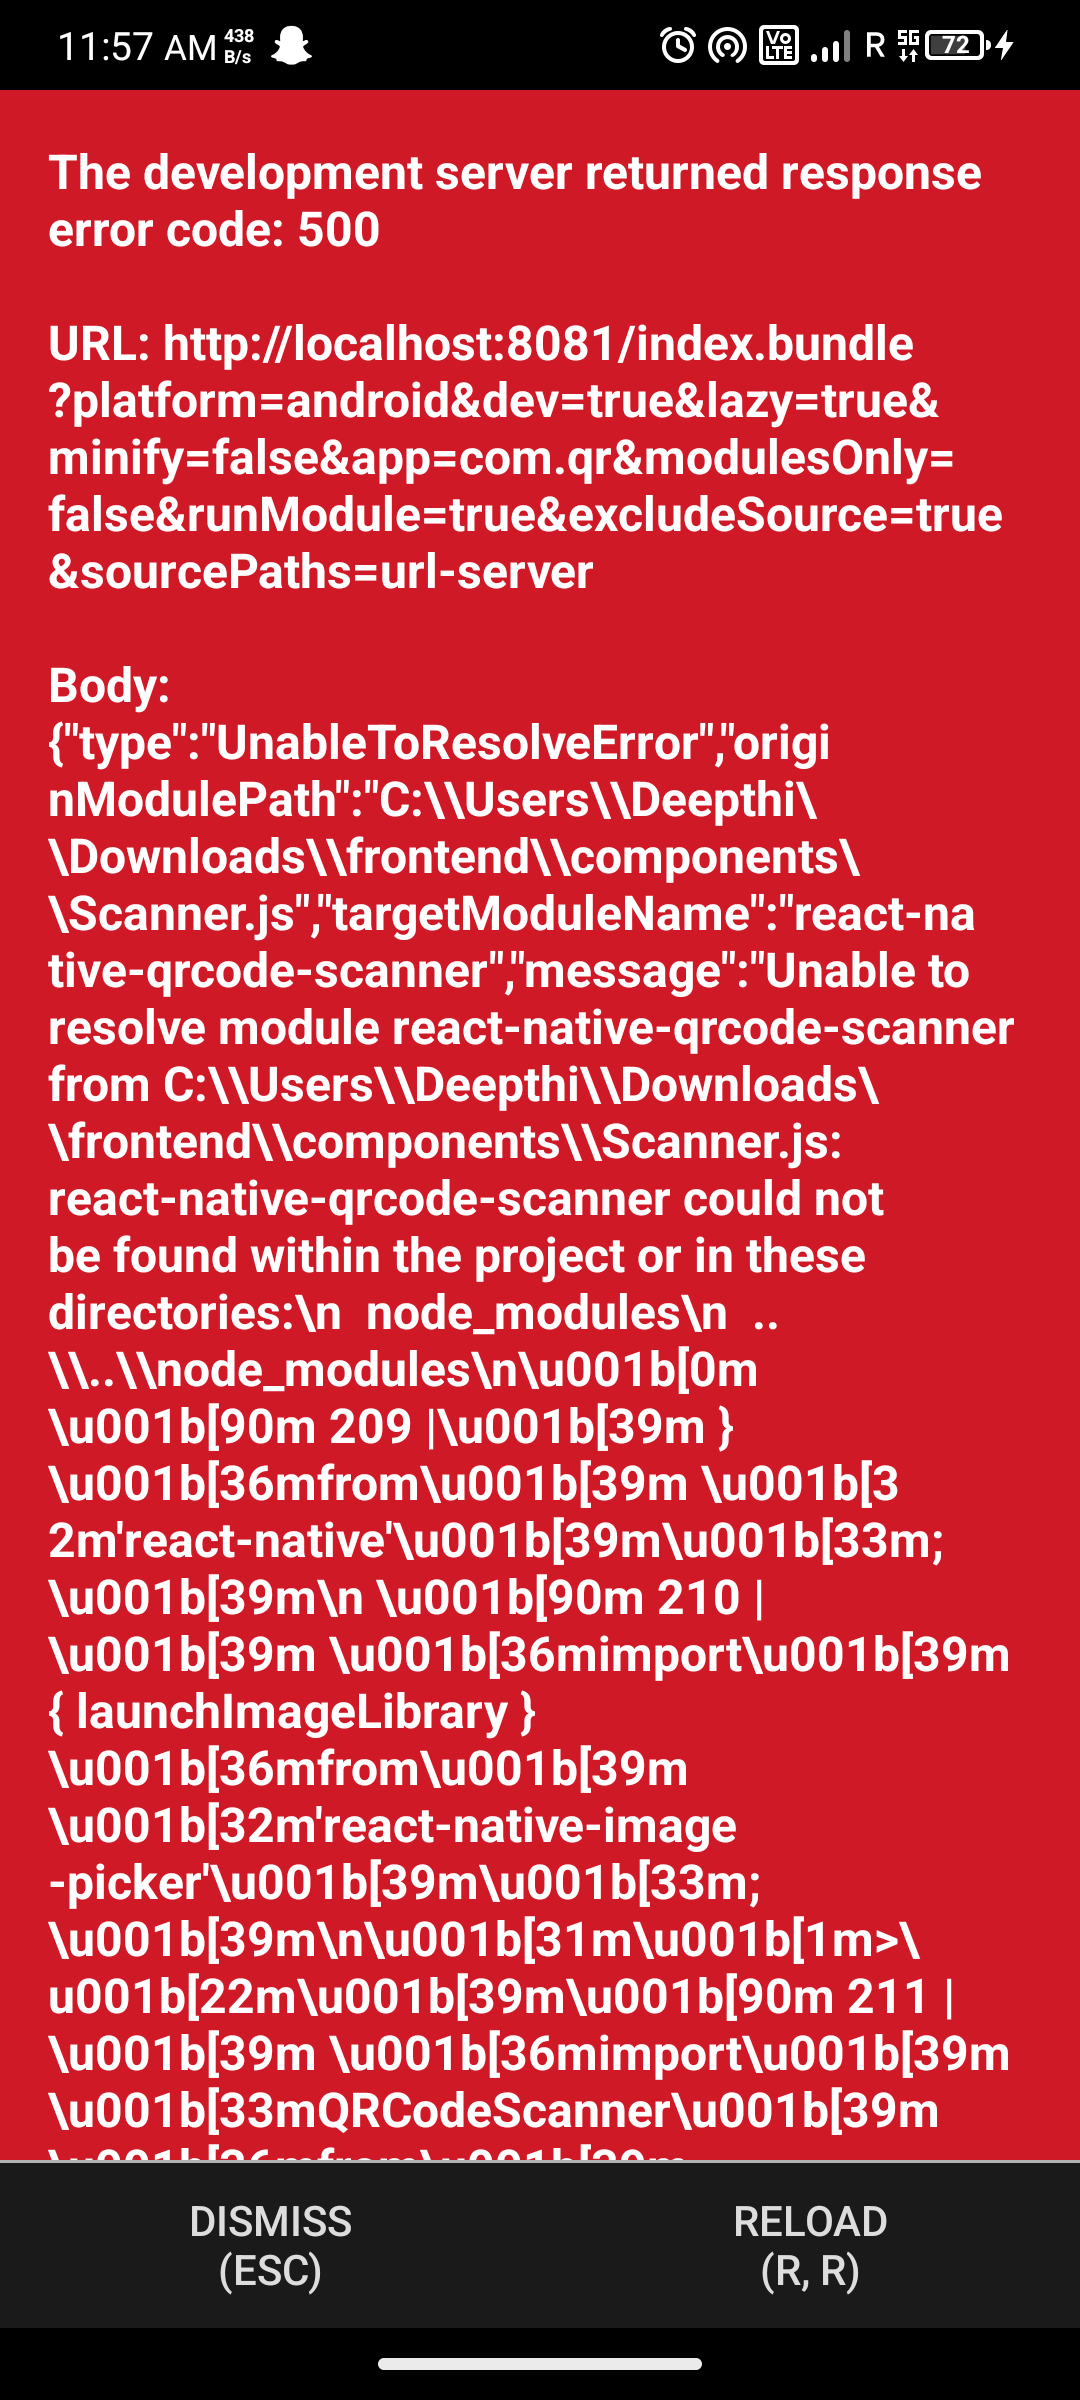 11:57 AM 438 B/s VO LTE R 5G 72
The development server returned response
error code: 500
URL: http://localhost:8081/index.bundle
?platform=android&dev=true&lazy=true&
minify=false&app=com.qr&modulesOnly=
false&runModule=true&excludeSource=true
&sourcePaths=url-server
Body:
{"type":"UnableToResolveError","origi
nModulePath":"C:\\Users\\Deepthi\
\Downloads\\frontend\\components\
\Scanner.js","targetModuleName":"react-na
tive-qrcode-scanner","message":"Unable to
resolve module react-native-qrcode-scanner
from C:\\Users\\Deepthi\\Downloads\
\frontend\\components\\Scanner.js:
react-native-qrcode-scanner could not
be found within the project or in these
directories:\n  node_modules\n  ..
\\..\\node_modules\n\u001b[0m
\u001b[90m 209 |\u001b[39m }
\u001b[36mfrom\u001b[39m \u001b[3
2m'react-native'\u001b[39m\u001b[33m;
\u001b[39m\n \u001b[90m 210 |
\u001b[39m \u001b[36mimport\u001b[39m
{ launchImageLibrary }
\u001b[36mfrom\u001b[39m
\u001b[32m'react-native-image
-picker'\u001b[39m\u001b[33m;
\u001b[39m\n\u001b[31m\u001b[1m>\
u001b[22m\u001b[39m\u001b[90m 211 |
\u001b[39m \u001b[36mimport\u001b[39m
\u001b[33mQRCodeScanner\u001b[39m
\u001b[36mfrom\u001b[39m
DISMISS
(ESC)
RELOAD
(R, R)